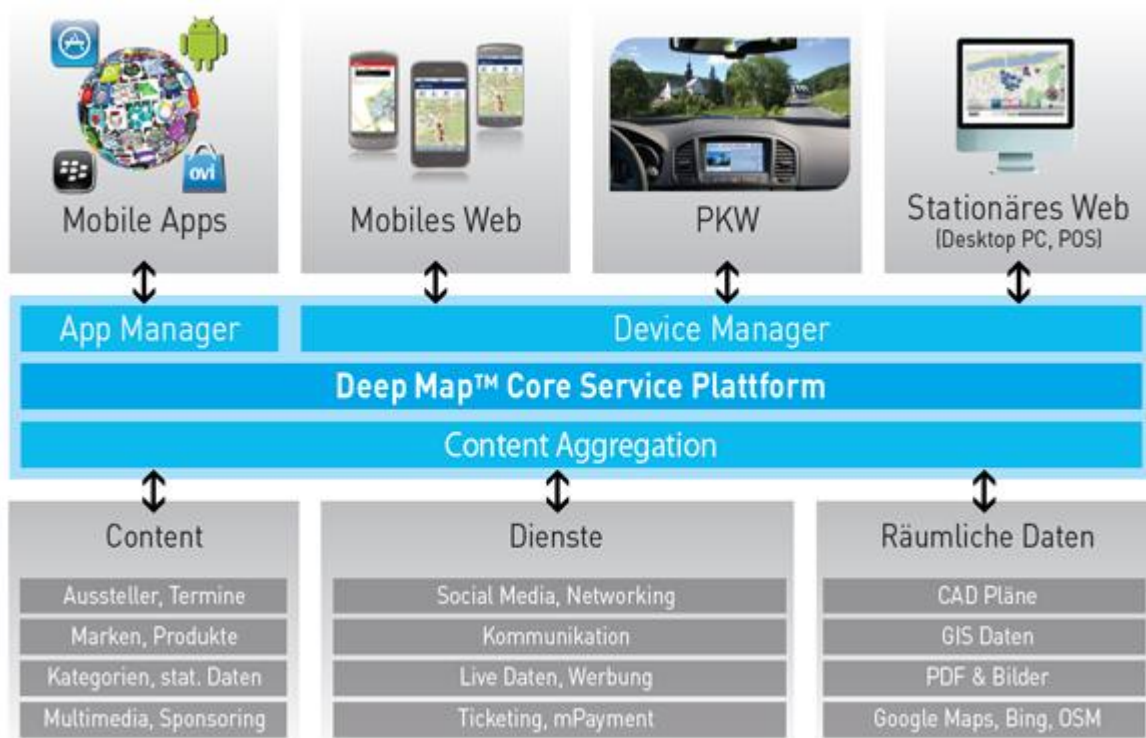 ovi
Mobile Apps
Mobiles Web
PKW
Stationäres Web
(Desktop PC, POS)
App Manager
Device Manager
Deep Map™ Core Service Plattform
Content Aggregation
Content
Aussteller, Termine
Marken, Produkte
Kategorien, stat. Daten
Multimedia, Sponsoring
Dienste
Social Media, Networking
Kommunikation
Live Daten, Werbung
Ticketing, mPayment
Räumliche Daten
CAD Pläne
GIS Daten
PDF & Bilder
Google Maps, Bing, OSM